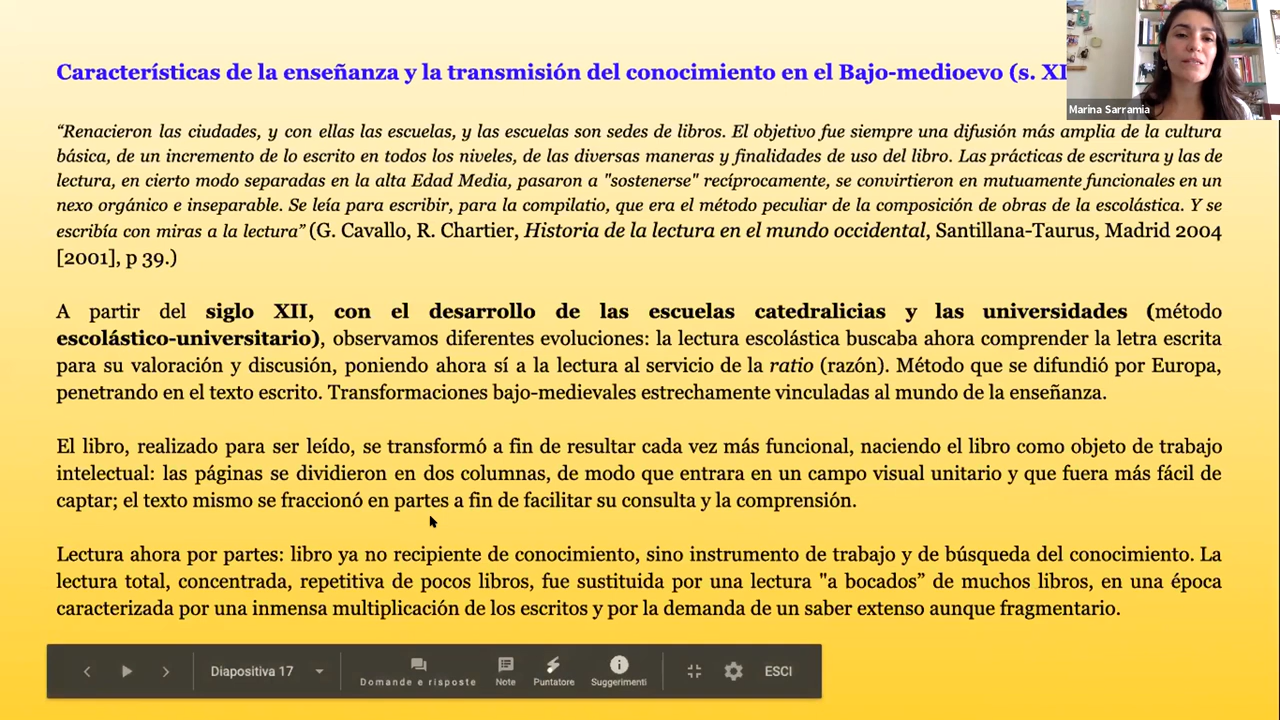 Características de la enseñanza y la transmisión del conocimiento en el Bajo-medioevo (s. XI
Marina Sarramia
“Renacieron las ciudades, y con ellas las escuelas, y las escuelas son sedes de libros. El objetivo fue siempre una difusión más amplia de la cultura
básica, de un incremento de lo escrito en todos los niveles, de las diversas maneras y finalidades de uso del libro. Las prácticas de escritura y las de
lectura, en cierto modo separadas en la alta Edad Media, pasaron a "sostenerse" recíprocamente, se convirtieron en mutuamente funcionales en un
nexo orgánico e inseparable. Se leía para escribir, para la compilatio, que era el método peculiar de la composición de obras de la escolástica. Y se
escribía con miras a la lectura” (G. Cavallo, R. Chartier, Historia de la lectura en el mundo occidental, Santillana-Taurus, Madrid 2004
[2001], p 39.)
A partir del siglo XII, con el desarrollo de las escuelas catedralicias y las universidades (método
escolástico-universitario), observamos diferentes evoluciones: la lectura escolástica buscaba ahora comprender la letra escrita
para su valoración y discusión, poniendo ahora sí a la lectura al servicio de la ratio (razón). Método que se difundió por Europa,
penetrando en el texto escrito. Transformaciones bajo-medievales estrechamente vinculadas al mundo de la enseñanza.
El libro, realizado para ser leído, se transformó a fin de resultar cada vez más funcional, naciendo el libro como objeto de trabajo
intelectual: las páginas se dividieron en dos columnas, de modo que entrara en un campo visual unitario y que fuera más fácil de
captar; el texto mismo se fraccionó en partes a fin de facilitar su consulta y la comprensión.
Lectura ahora por partes: libro ya no recipiente de conocimiento, sino instrumento de trabajo y de búsqueda del conocimiento. La
lectura total, concentrada, repetitiva de pocos libros, fue sustituida por una lectura "a bocados” de muchos libros, en una época
caracterizada por una inmensa multiplicación de los escritos y por la demanda de un saber extenso aunque fragmentario.
Diapositiva 17
Domande e risposte
Note
Puntatore
Suggerimenti
ESCI